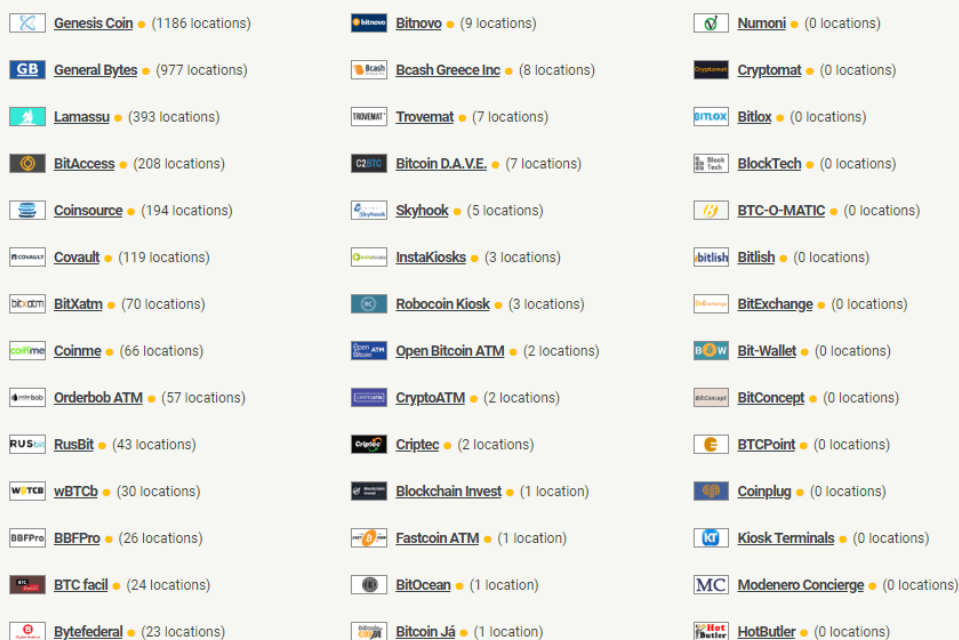 Genesis Coin (1186 locations)
General Bytes (977 locations)
Lamassu (393 locations)
BitAccess (208 locations)
Coinsource (194 locations)
Covault (119 locations)
BitXatm (70 locations)
Coinme (66 locations)
Orderbob ATM (57 locations)
RusBit (43 locations)
wBTCb (30 locations)
BBFPro (26 locations)
BTC facil (24 locations)
Bytefederal (23 locations)
Bitnovo (9 locations)
Bcash Greece Inc (8 locations)
Trovemat (7 locations)
Bitcoin D.A.V.E. (7 locations)
Skyhook (5 locations)
InstaKiosks (3 locations)
Robocoin Kiosk (3 locations)
Open Bitcoin ATM (2 locations)
CryptoATM (2 locations)
Criptec (2 locations)
Blockchain Invest (1 location)
Fastcoin ATM (1 location)
BitOcean (1 location)
Bitcoin Já (1 location)
Numoni (0 locations)
Cryptomat (0 locations)
Bitlox (0 locations)
BlockTech (0 locations)
BTC-O-MATIC (0 locations)
Bitlish (0 locations)
BitExchange (0 locations)
Bit-Wallet (0 locations)
BitConcept (0 locations)
BTCPoint (0 locations)
Coinplug (0 locations)
Kiosk Terminals (0 locations)
Modenero Concierge (0 locations)
HotButler (0 locations)